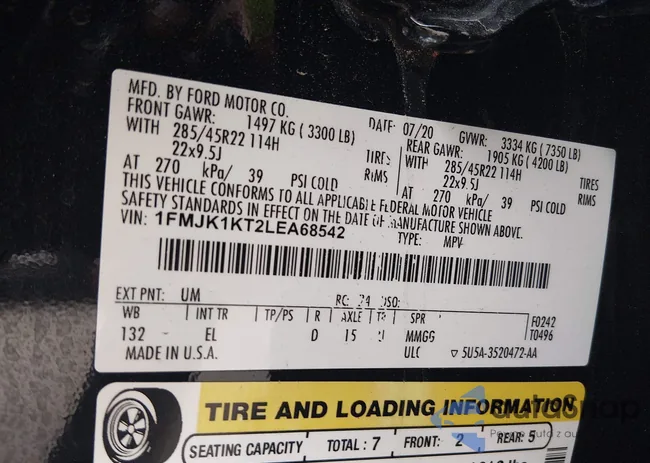 MFD. BY FORD MOTOR CO.
DATE: 07/20 GVWR: 3334 KG ( 7350 LB)
FRONT GAWR: 1497 KG ( 3300 LB)
REAR GAWR: 1905 KG ( 4200 LB)
WITH 285/45R22 114H TIRES
WITH 285/45R22 114H TIRES
22x9.5J RIMS
22x9.5J RIMS
AT 270 kPa/ 39 PSI COLD
AT 270 kPa/ 39 PSI COLD
THIS VEHICLE CONFORMS TO ALL APPLICABLE FEDERAL MOTOR VEHICLE
SAFETY STANDARDS IN EFFECT ON THE DATE OF MANUFACTURE SHOWN ABOVE.
VIN: 1FMJK1KT2LEA68542
TYPE: MPV
EXT PNT: UM RC: 74 DSO:
WB INT TR TP/PS R AXLE TR SPR F0242
132 EL D 15 MMGG T0496
MADE IN U.S.A. ULC 5U5A-3520472-AA
TIRE AND LOADING INFORMATION
SEATING CAPACITY TOTAL: 7 FRONT: 2 REAR: 5
autosnap